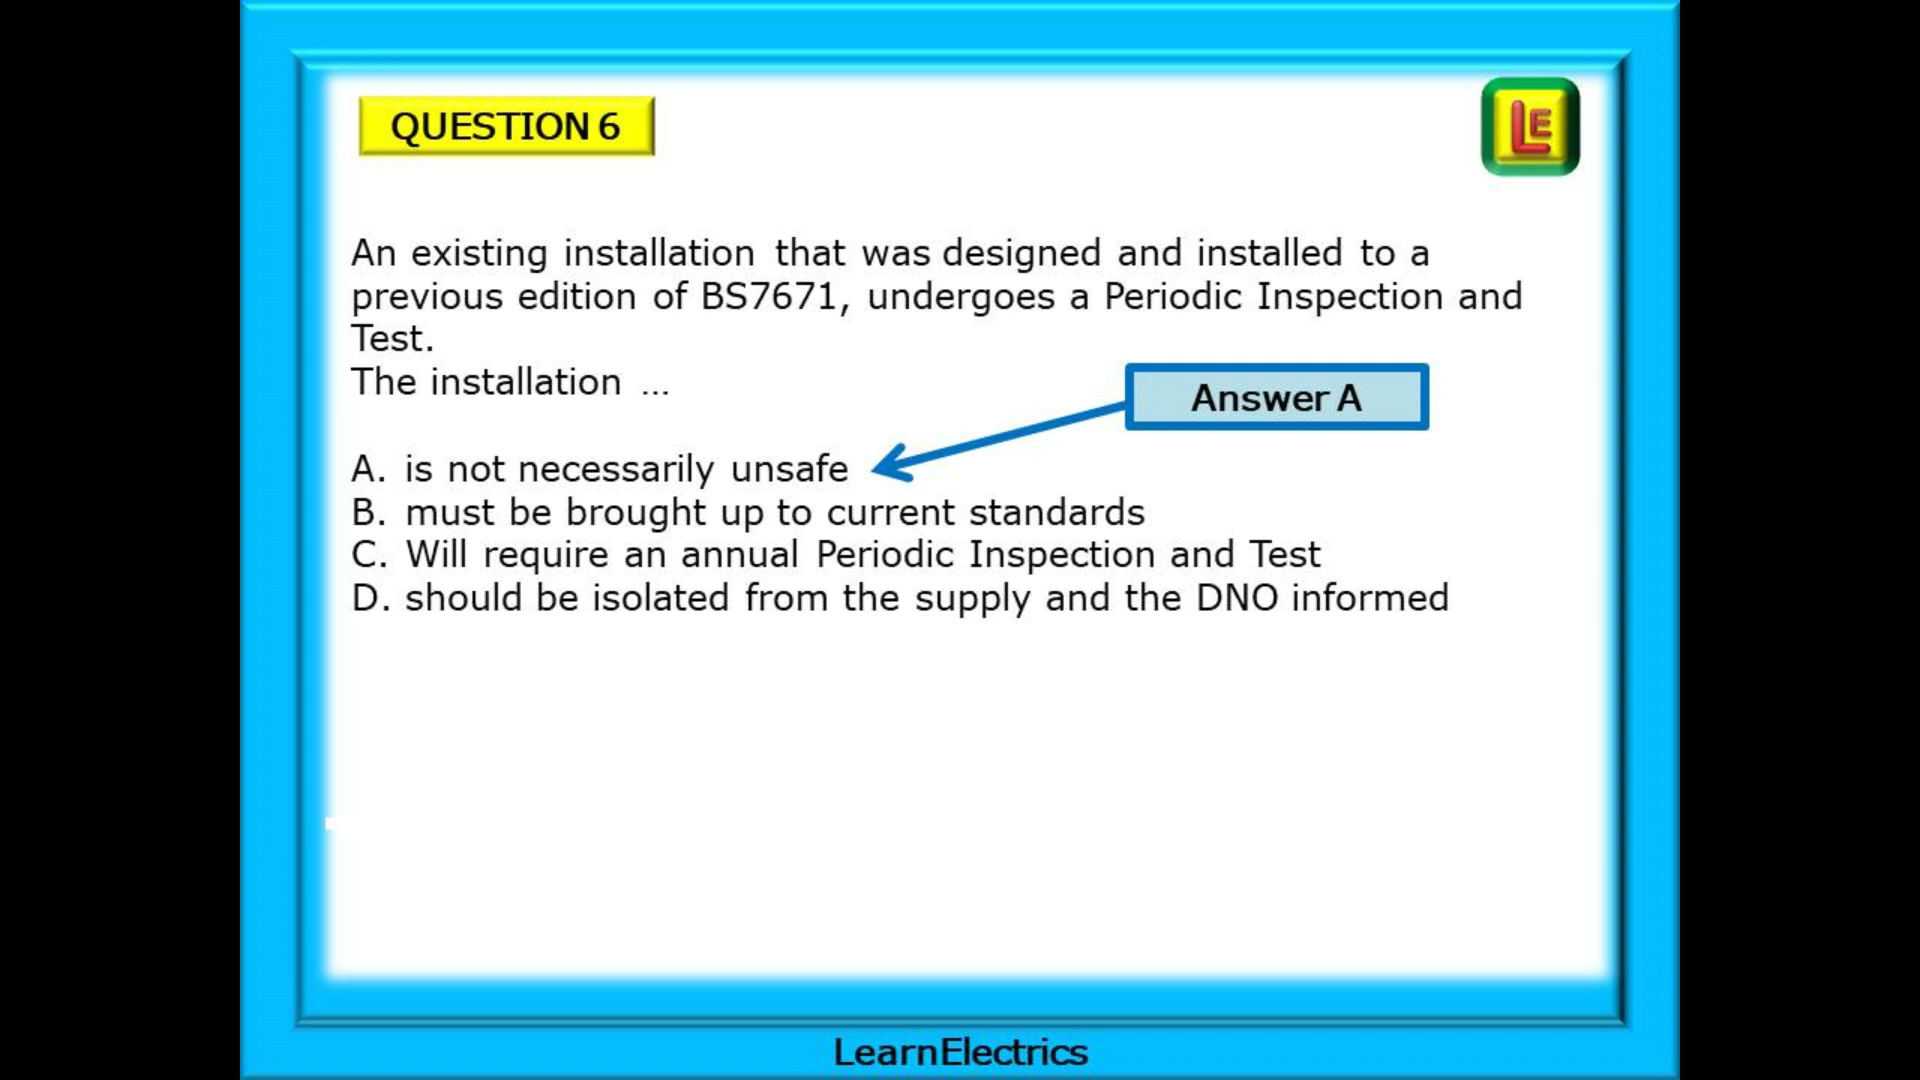 QUESTION 6
LE
An existing installation that was designed and installed to a
previous edition of BS7671, undergoes a Periodic Inspection and
Test.
The installation ...
Answer A
A. is not necessarily unsafe
B. must be brought up to current standards
C. Will require an annual Periodic Inspection and Test
D. should be isolated from the supply and the DNO informed
LearnElectrics